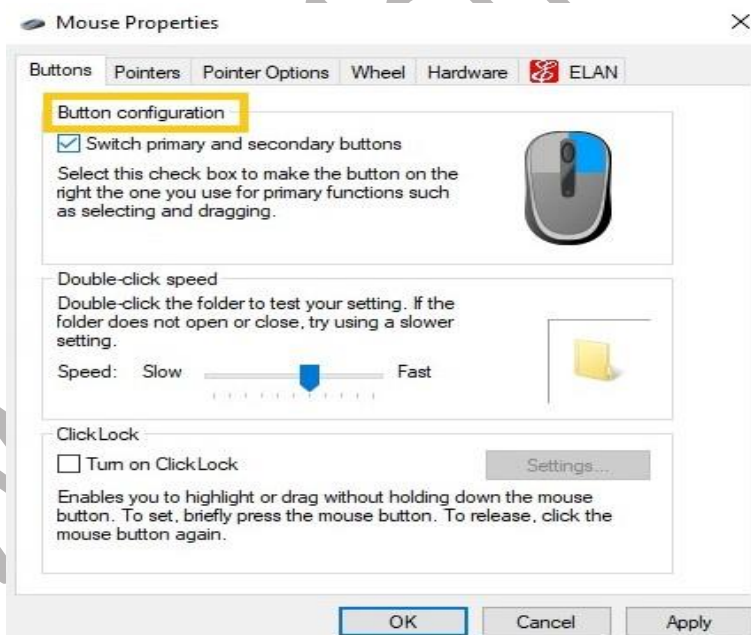 Mouse Properties
Buttons Pointers Pointer Options Wheel Hardware ELAN
Button configuration
Switch primary and secondary buttons
Select this check box to make the button on the
right the one you use for primary functions such
as selecting and dragging.
Double-click speed
Double-click the folder to test your setting. If the
folder does not open or close, try using a slower
setting.
Speed: Slow Fast
ClickLock
Turn on ClickLock
Settings...
Enables you to highlight or drag without holding down the mouse
button. To set, briefly press the mouse button. To release, click the
mouse button again.
OK Cancel Apply